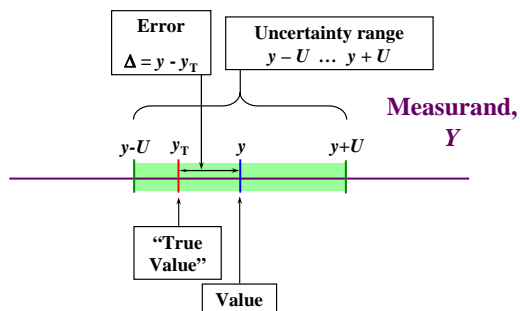 Error
Δ = y - yT
Uncertainty range
y – U … y + U
Measurand,
Y
y-U
yT
y
y+U
“True
Value”
Value